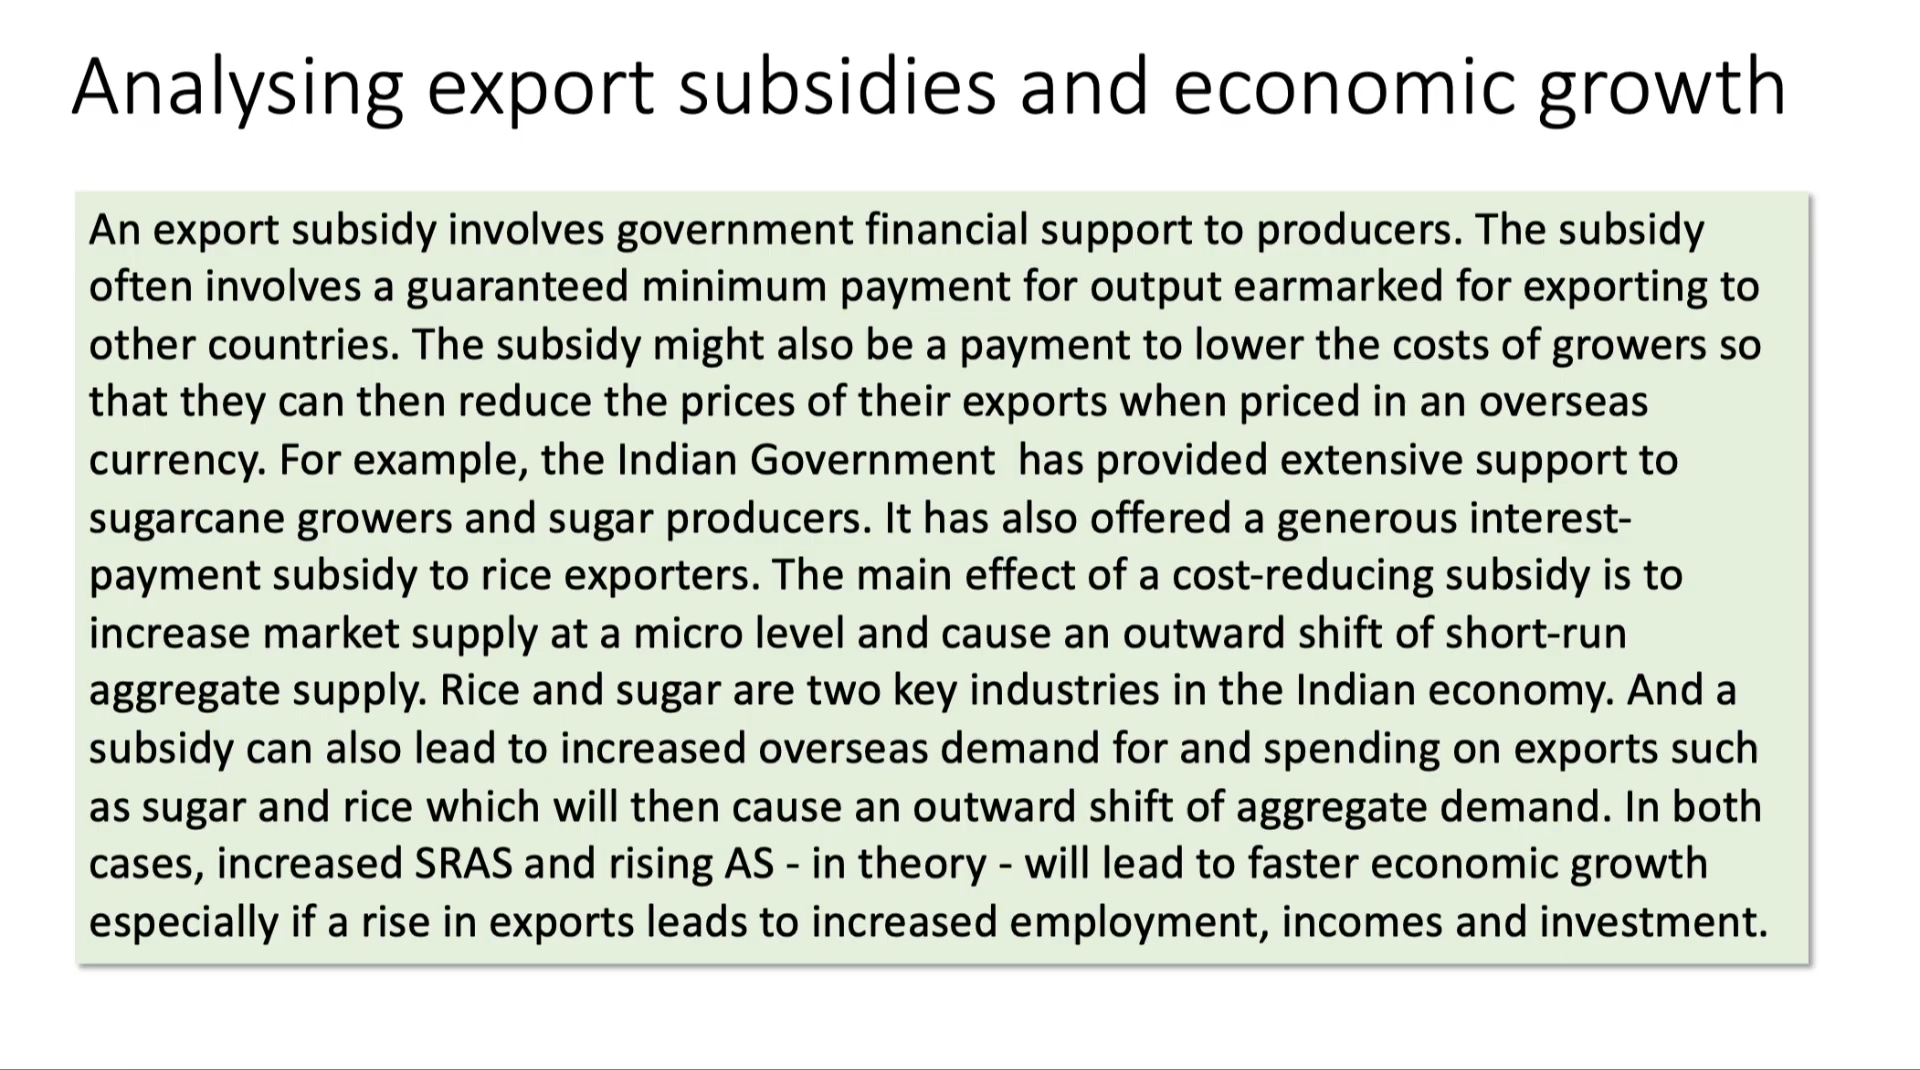 Analysing export subsidies and economic growth
An export subsidy involves government financial support to producers. The subsidy
often involves a guaranteed minimum payment for output earmarked for exporting to
other countries. The subsidy might also be a payment to lower the costs of growers so
that they can then reduce the prices of their exports when priced in an overseas
currency. For example, the Indian Government  has provided extensive support to
sugarcane growers and sugar producers. It has also offered a generous interest-
payment subsidy to rice exporters. The main effect of a cost-reducing subsidy is to
increase market supply at a micro level and cause an outward shift of short-run
aggregate supply. Rice and sugar are two key industries in the Indian economy. And a
subsidy can also lead to increased overseas demand for and spending on exports such
as sugar and rice which will then cause an outward shift of aggregate demand. In both
cases, increased SRAS and rising AS - in theory - will lead to faster economic growth
especially if a rise in exports leads to increased employment, incomes and investment.